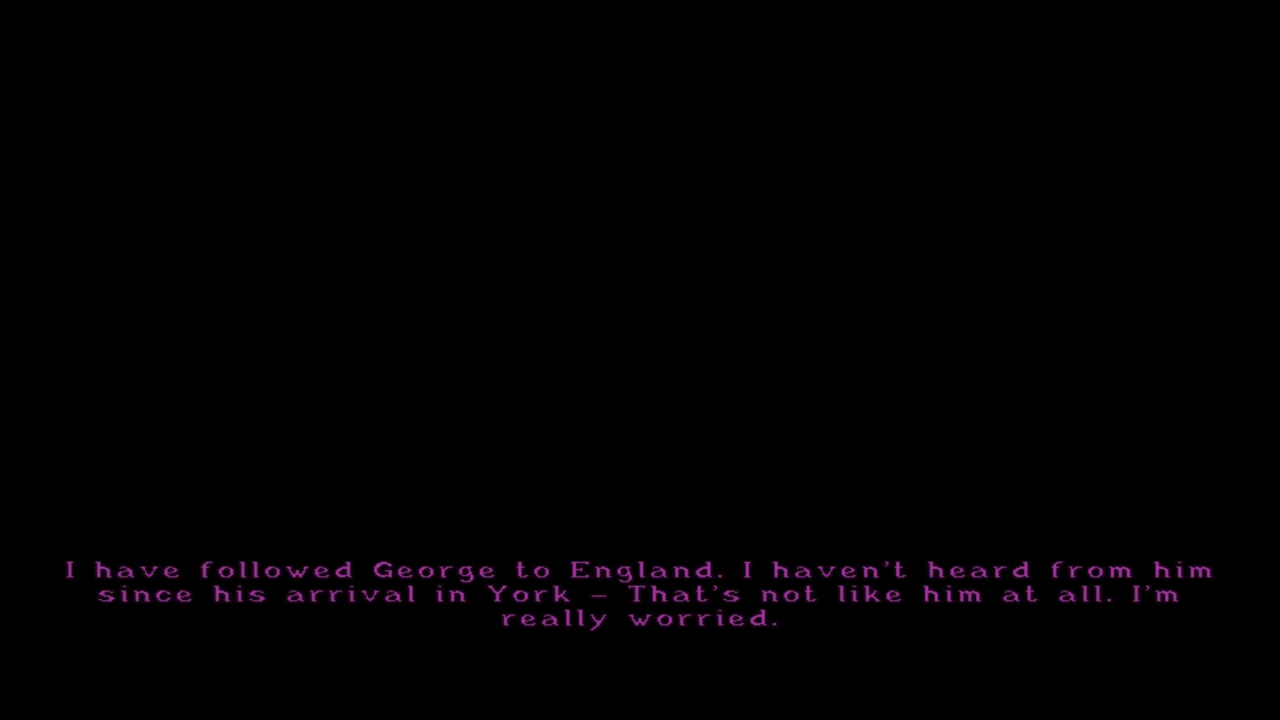 I have followed George to England. I haven't heard from him
since his arrival in York – That's not like him at all. I'm
really worried.